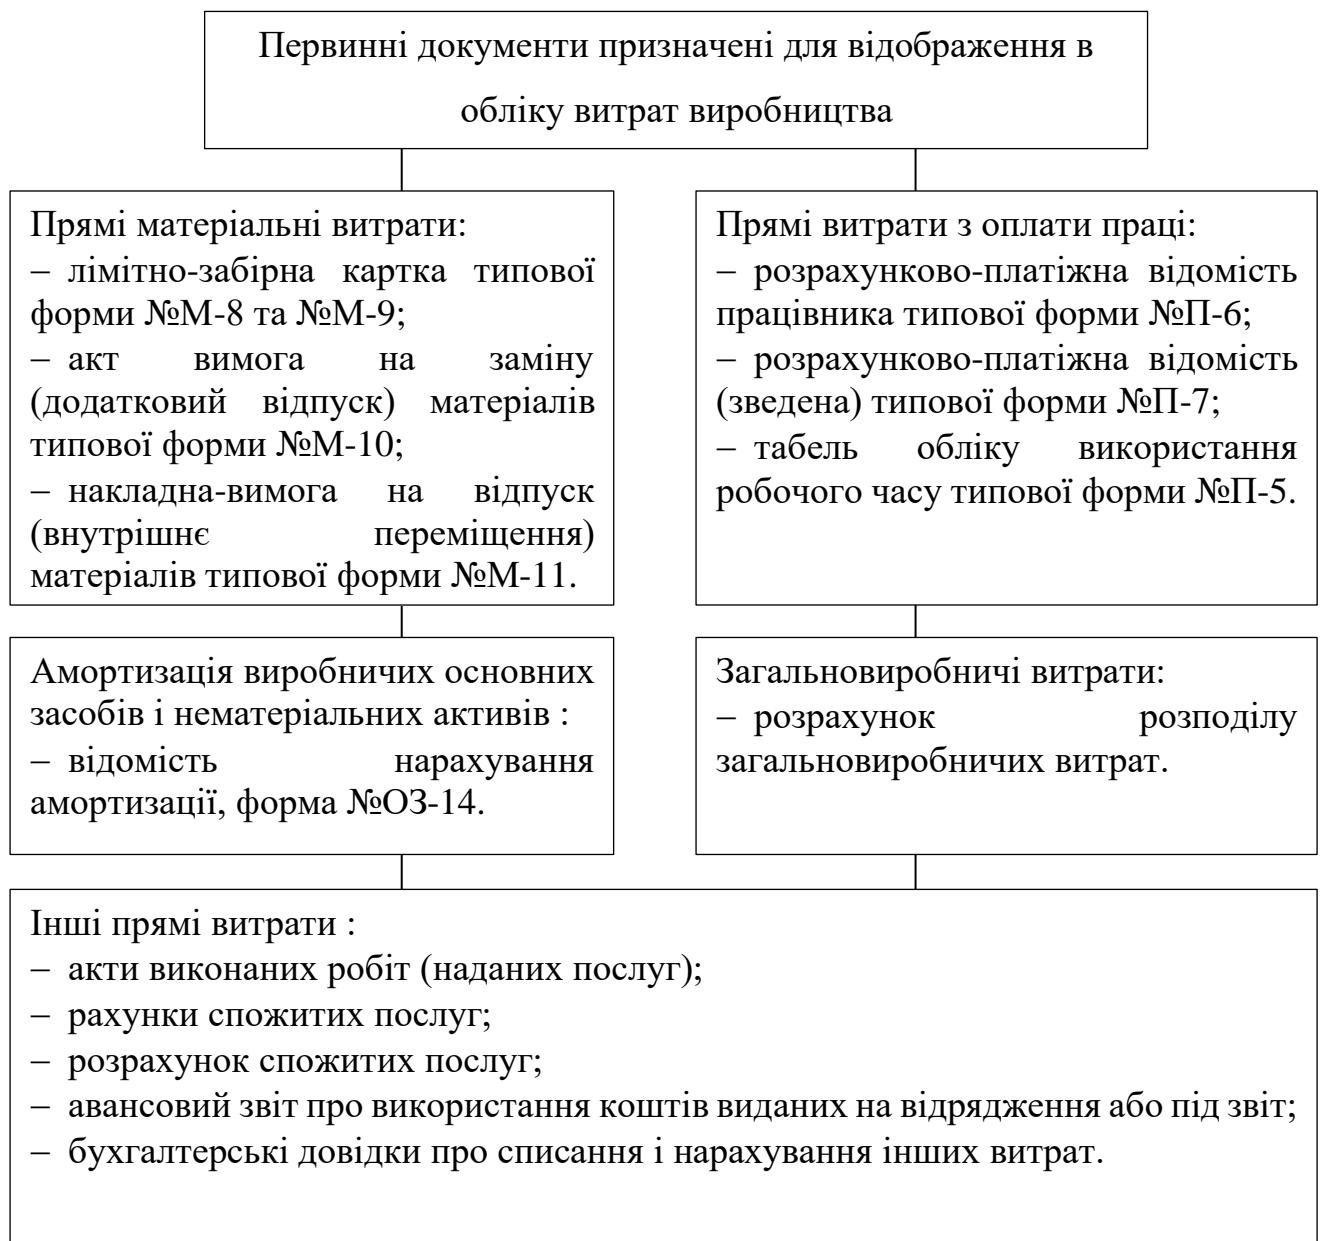 Первинні документи призначені для відображення в
обліку витрат виробництва
Прямі матеріальні витрати:
− лімітно-забірна картка типової
форми №М-8 та №М-9;
− акт вимога на заміну
(додатковий відпуск) матеріалів
типової форми №М-10;
− накладна-вимога на відпуск
(внутрішнє переміщення)
матеріалів типової форми №М-11.
Прямі витрати з оплати праці:
− розрахунково-платіжна відомість
працівника типової форми №П-6;
− розрахунково-платіжна відомість
(зведена) типової форми №П-7;
− табель обліку використання
робочого часу типової форми №П-5.
Амортизація виробничих основних
засобів і нематеріальних активів :
− відомість нарахування
амортизації, форма №ОЗ-14.
Загальновиробничі витрати:
− розрахунок розподілу
загальновиробничих витрат.
Інші прямі витрати :
− акти виконаних робіт (наданих послуг);
− рахунки спожитих послуг;
− розрахунок спожитих послуг;
− авансовий звіт про використання коштів виданих на відрядження або під звіт;
− бухгалтерські довідки про списання і нарахування інших витрат.